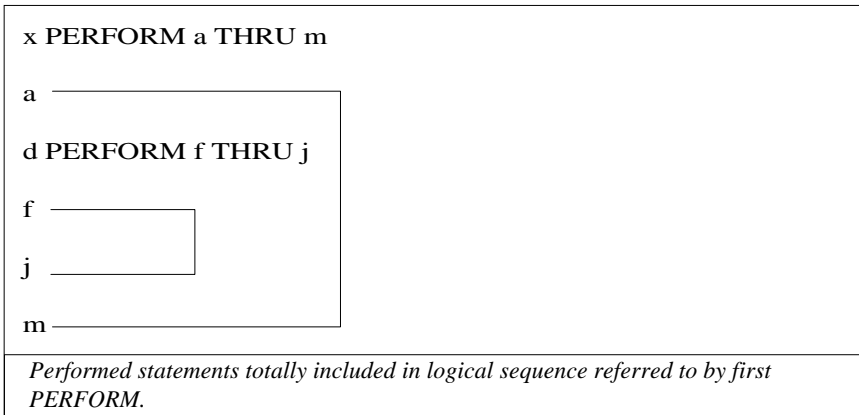 x PERFORM a THRU m
a
d PERFORM f THRU j
f
j
m
Performed statements totally included in logical sequence referred to by first
PERFORM.